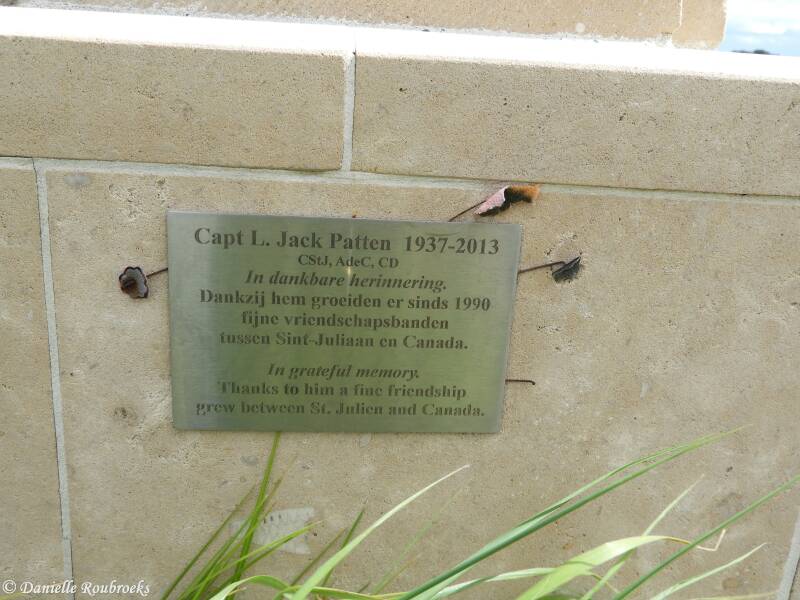 Capt L. Jack Patten 1937-2013
CStJ, AdeC, CD
In dankbare herinnering.
Dankzij hem groeiden er sinds 1990
fijne vriendschapsbanden
tussen Sint-Juliaan en Canada.
In grateful memory.
Thanks to him a fine friendship
grew between St. Julien and Canada.
© Danielle Roubroeks